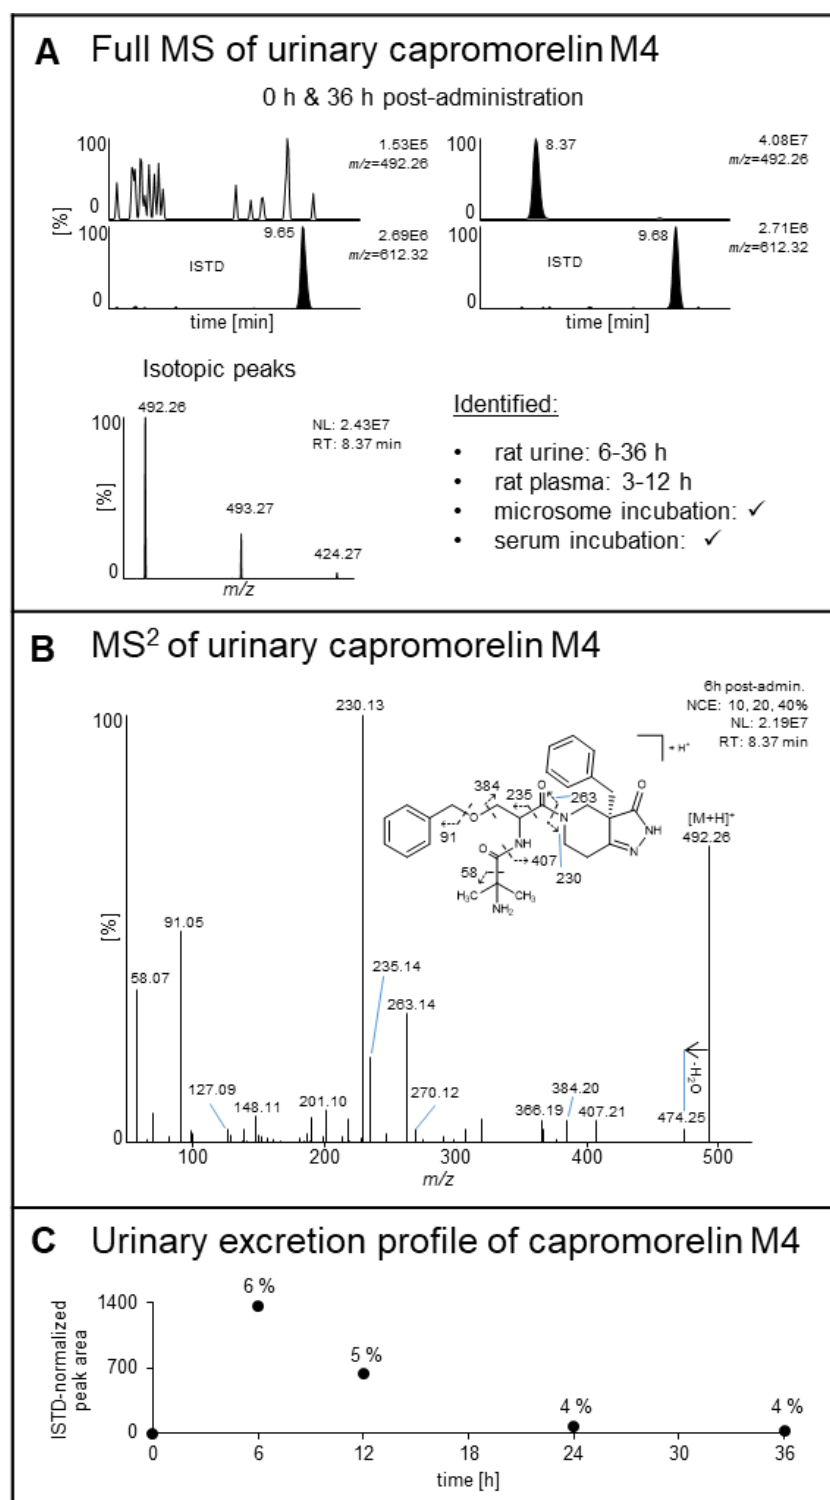 A Full MS of urinary capromorelin M4
0 h & 36 h post-administration
100
0
1.53E5
m/z=492.26
100
0
8.37
4.08E7
m/z=492.26
[%]
100
0
9.65
ISTD
2.69E6
m/z=612.32
100
0
9.68
ISTD
2.71E6
m/z=612.32
time [min]
time [min]
Isotopic peaks
492.26
100
NL: 2.43E7
RT: 8.37 min
[%]
493.27
424.27
0
m/z
Identified:
• rat urine: 6-36 h
• rat plasma: 3-12 h
• microsome incubation: ✓
• serum incubation: ✓
B MS² of urinary capromorelin M4
6h post-admin.
NCE: 10, 20, 40%
NL: 2.19E7
RT: 8.37 min
230.13
100
+ H⁺
384
O
235
O
263
O
N
NH
N
91
NH
O
407
230
58
H₃C
CH₃
NH₂
[M+H]⁺
492.26
[%]
91.05
58.07
235.14
263.14
127.09
148.11
201.10
270.12
366.19
384.20
407.21
474.25
-H₂O
0
100
200
300
400
500
m/z
C Urinary excretion profile of capromorelin M4
ISTD-normalized
peak area
1400
700
0
6 %
5 %
4 %
4 %
0
6
12
18
24
30
36
time [h]